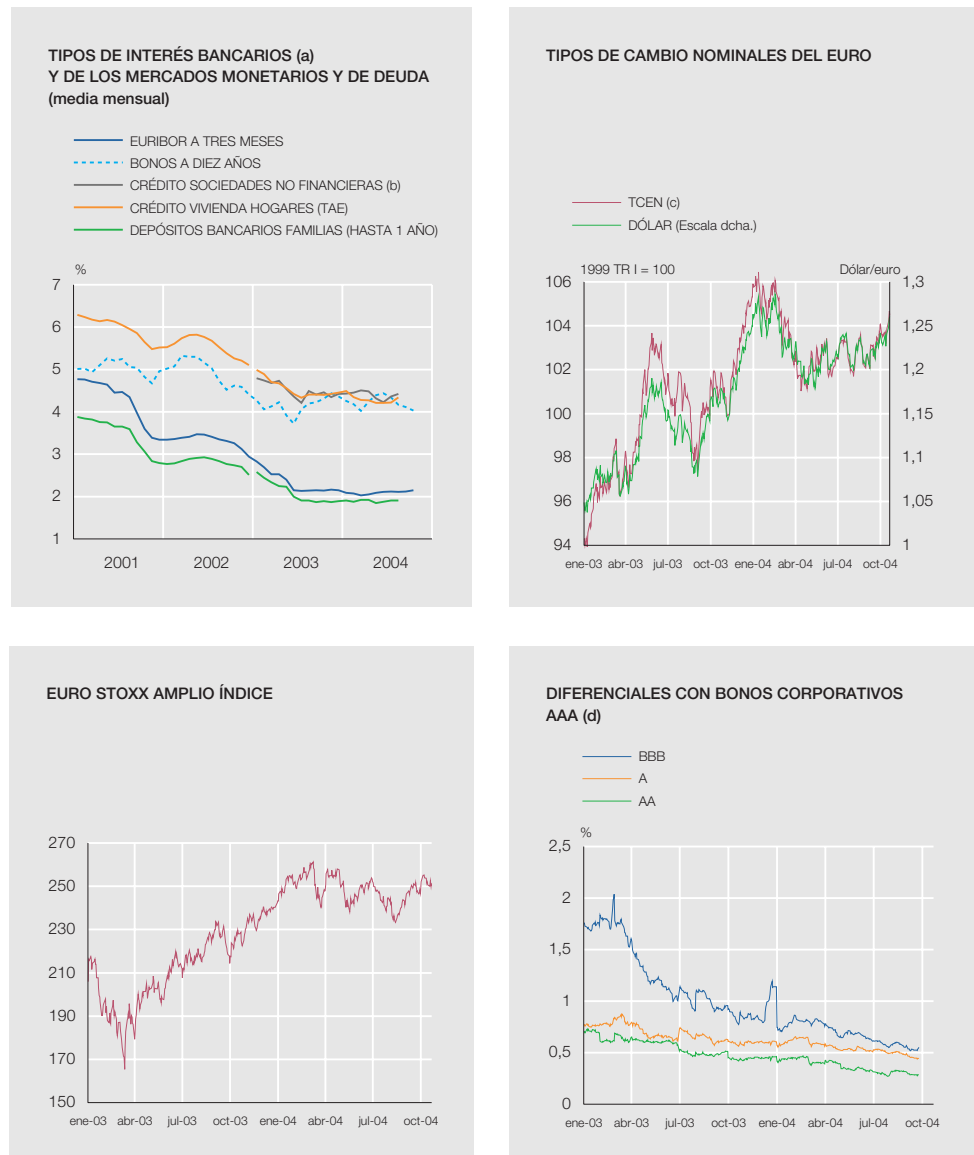 TIPOS DE INTERÉS BANCARIOS (a)
Y DE LOS MERCADOS MONETARIOS Y DE DEUDA
(media mensual)
EURIBOR A TRES MESES
BONOS A DIEZ AÑOS
CRÉDITO SOCIEDADES NO FINANCIERAS (b)
CRÉDITO VIVIENDA HOGARES (TAE)
DEPÓSITOS BANCARIOS FAMILIAS (HASTA 1 AÑO)
%
7
6
5
4
3
2
1
2001 2002 2003 2004
TIPOS DE CAMBIO NOMINALES DEL EURO
TCEN (c)
DÓLAR (Escala dcha.)
1999 TR I = 100 Dólar/euro
106 1,3
104 1,25
102 1,2
100 1,15
98 1,1
96 1,05
94 1
ene-03 abr-03 jul-03 oct-03 ene-04 abr-04 jul-04 oct-04
EURO STOXX AMPLIO ÍNDICE
270
250
230
210
190
170
150
ene-03 abr-03 jul-03 oct-03 ene-04 abr-04 jul-04 oct-04
DIFERENCIALES CON BONOS CORPORATIVOS
AAA (d)
BBB
A
AA
%
2,5
2
1,5
1
0,5
0
ene-03 abr-03 jul-03 oct-03 ene-04 abr-04 jul-04 oct-04